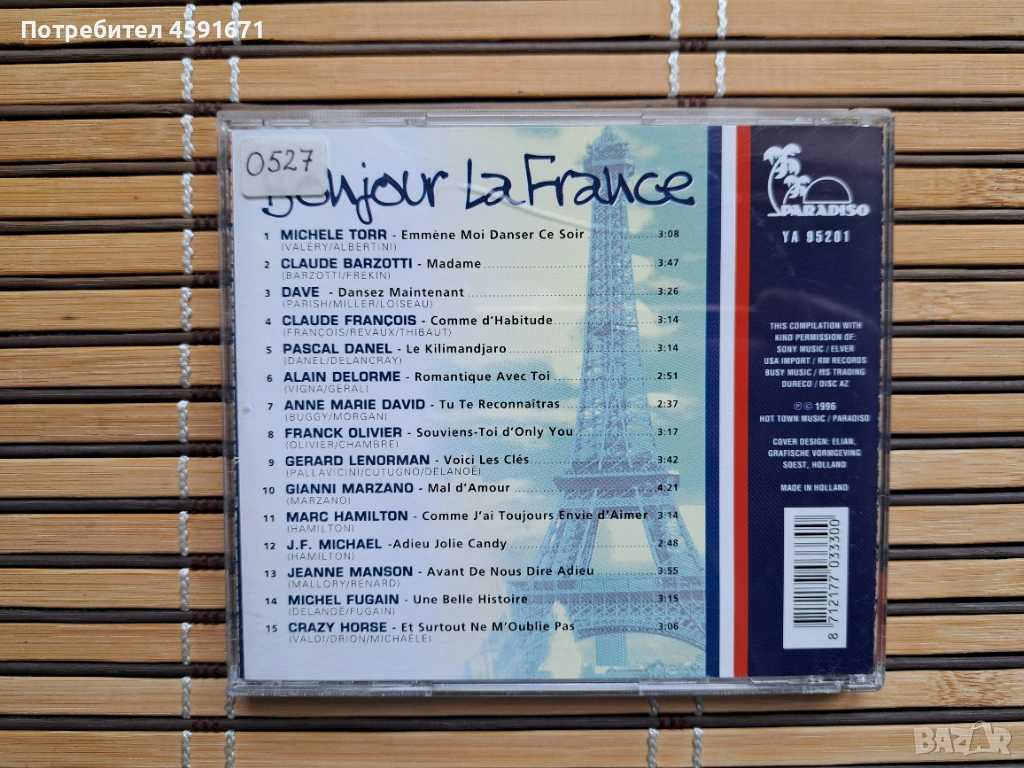 Потребител 4591671
0527
Bonjour La France
1 MICHELE TORR - Emmène Moi Danser Ce Soir 3:08
(VALÉRY/ALBERTINI)
2 CLAUDE BARZOTTI - Madame 3:47
(BARZOTTI/FREKIN)
3 DAVE - Dansez Maintenant 3:26
(PARISH/MILLER/LOISEAU)
4 CLAUDE FRANÇOIS - Comme d'Habitude 3:14
(FRANÇOIS/REVAUX/THIBAUT)
5 PASCAL DANEL - Le Kilimandjaro 3:14
(DANEL/DELANCRAY)
6 ALAIN DELORME - Romantique Avec Toi 2:51
(VIGNA/GERAL)
7 ANNE MARIE DAVID - Tu Te Reconnaîtras 2:37
(BUGGY/MORGAN)
8 FRANCK OLIVIER - Souviens-Toi d'Only You 3:17
(OLIVIER/CHAMBRE)
9 GERARD LENORMAN - Voici Les Clés 3:42
(PALLAVICINI/CUTUGNO/DELANOË)
10 GIANNI MARZANO - Mal d'Amour 4:21
(MARZANO)
11 MARC HAMILTON - Comme J'ai Toujours Envie d'Aimer 3:14
(HAMILTON)
12 J.F. MICHAEL -Adieu Jolie Candy 2:48
(HAMILTON)
13 JEANNE MANSON - Avant De Nous Dire Adieu 3:55
(MALLORY/RENARD)
14 MICHEL FUGAIN - Une Belle Histoire 3:15
(DELANOË/FUGAIN)
15 CRAZY HORSE - Et Surtout Ne M'Oublie Pas 3:06
(VALDI/DRION/MICHAËLE)
PARADISO
YA 95201
THIS COMPILATION WITH
KIND PERMISSION OF:
SONY MUSIC / ELVER
USA IMPORT / RM RECORDS
BUSY MUSIC / MS TRADING
DURECO / DISC AZ
℗ © 1996
HOT TOWN MUSIC / PARADISO
COVER DESIGN: ELIAN,
GRAFISCHE VORMGEVING
SOEST, HOLLAND
MADE IN HOLLAND
8 712177 033300
BAZAR